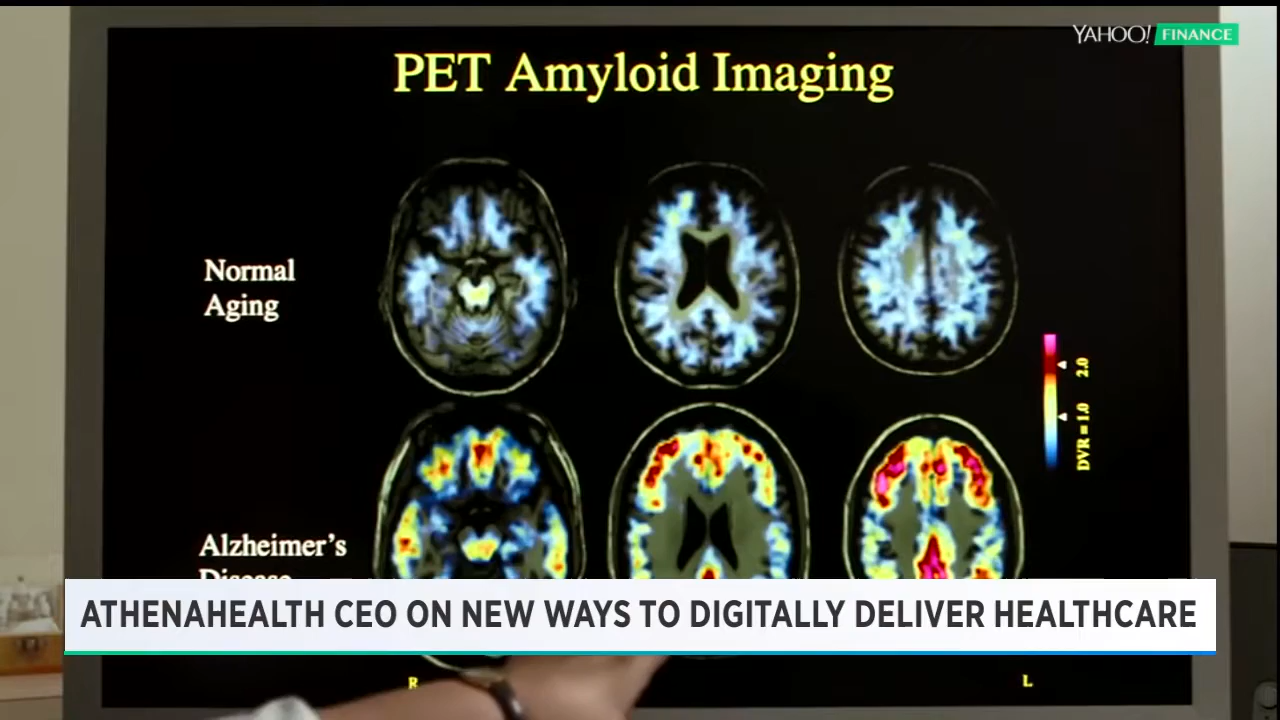 YAHOO! FINANCE
PET Amyloid Imaging
Normal
Aging
2.0
DVR = 1.0
Alzheimer's
Disease
ATHENAHEALTH CEO ON NEW WAYS TO DIGITALLY DELIVER HEALTHCARE
R
L